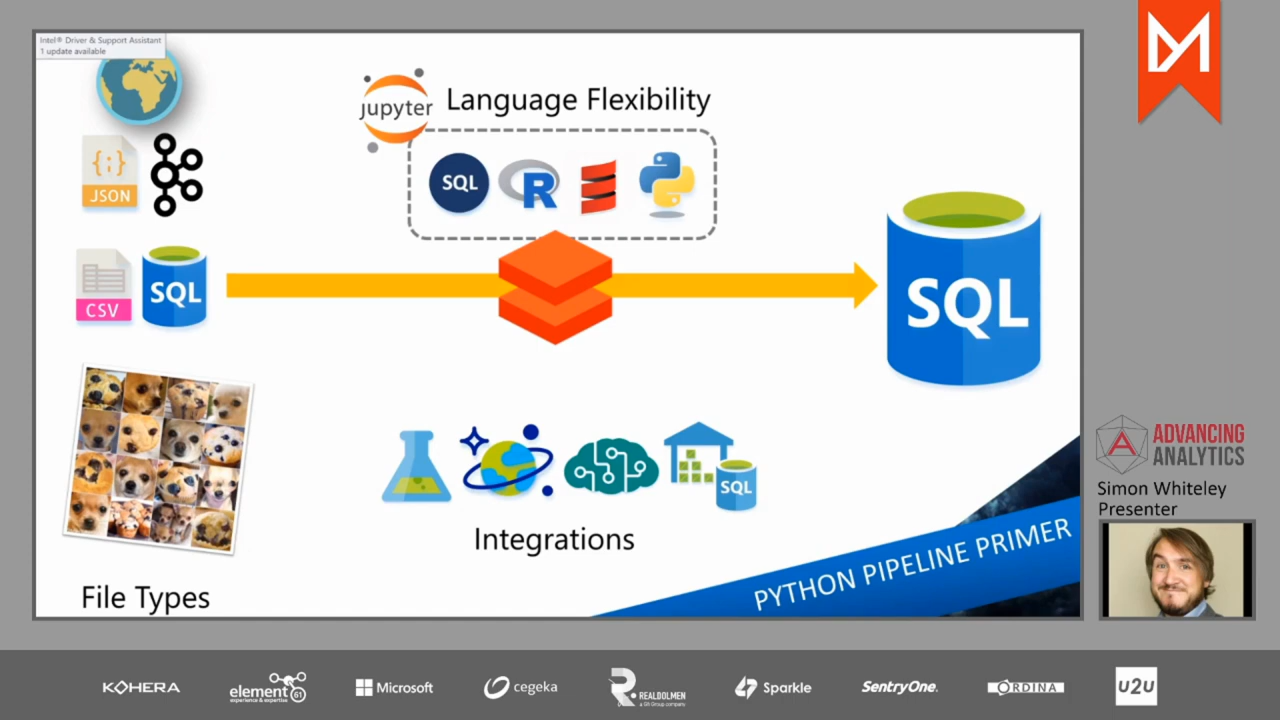 Intel® Driver & Support Assistant
1 update available
jupyter
Language Flexibility
JSON
SQL
R
CSV
SQL
SQL
SQL
Integrations
File Types
PYTHON PIPELINE PRIMER
ADVANCING
ANALYTICS
Simon Whiteley
Presenter
KOHERA
element 61
experience & expertise
Microsoft
cegeka
R.
REALDOLMEN
a Gfi Group company
Sparkle
SentryOne.
ORDINA
U2U